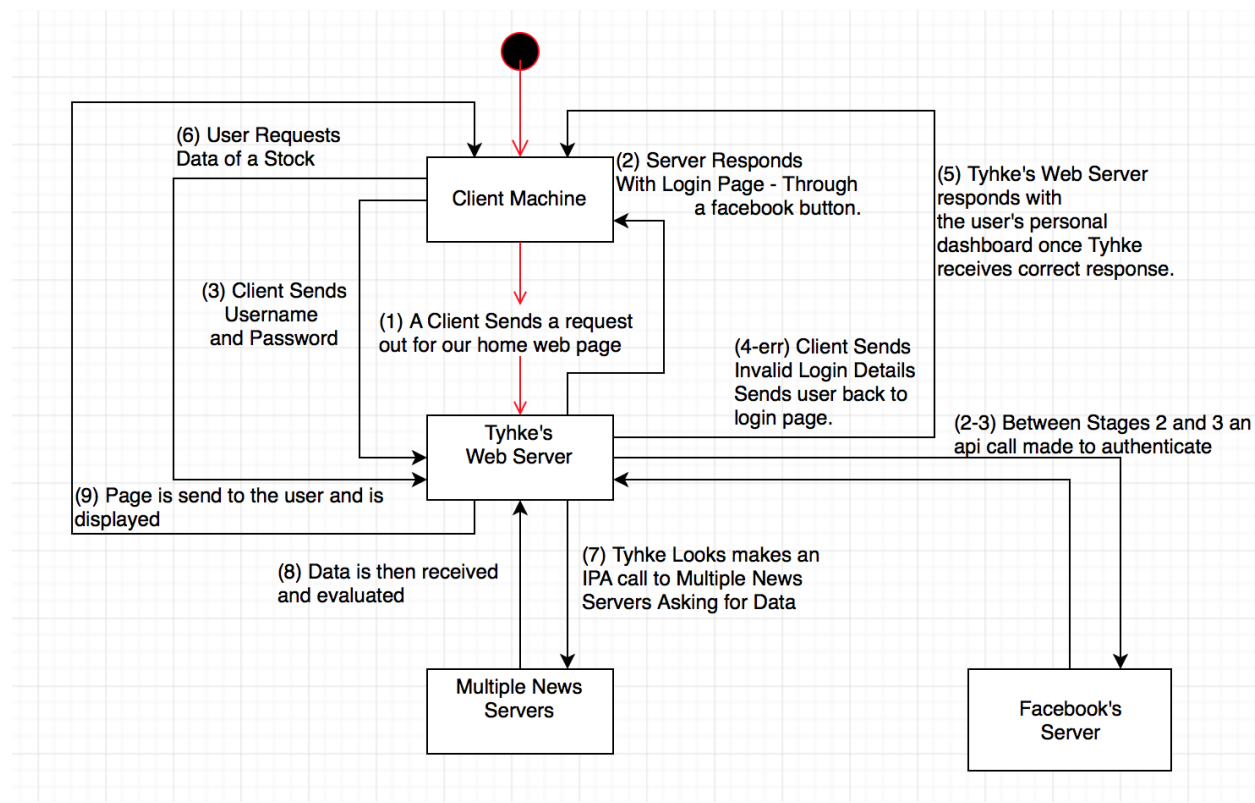 (6) User Requests
Data of a Stock
Client Machine
(2) Server Responds
With Login Page - Through
a facebook button.
(5) Tyhke's Web Server
responds with
the user's personal
dashboard once Tyhke
receives correct response.
(3) Client Sends
Username
and Password
(1) A Client Sends a request
out for our home web page
(4-err) Client Sends
Invalid Login Details
Sends user back to
login page.
(2-3) Between Stages 2 and 3 an
api call made to authenticate
Tyhke's
Web Server
(9) Page is send to the user and is
displayed
(8) Data is then received
and evaluated
(7) Tyhke Looks makes an
IPA call to Multiple News
Servers Asking for Data
Multiple News
Servers
Facebook's
Server